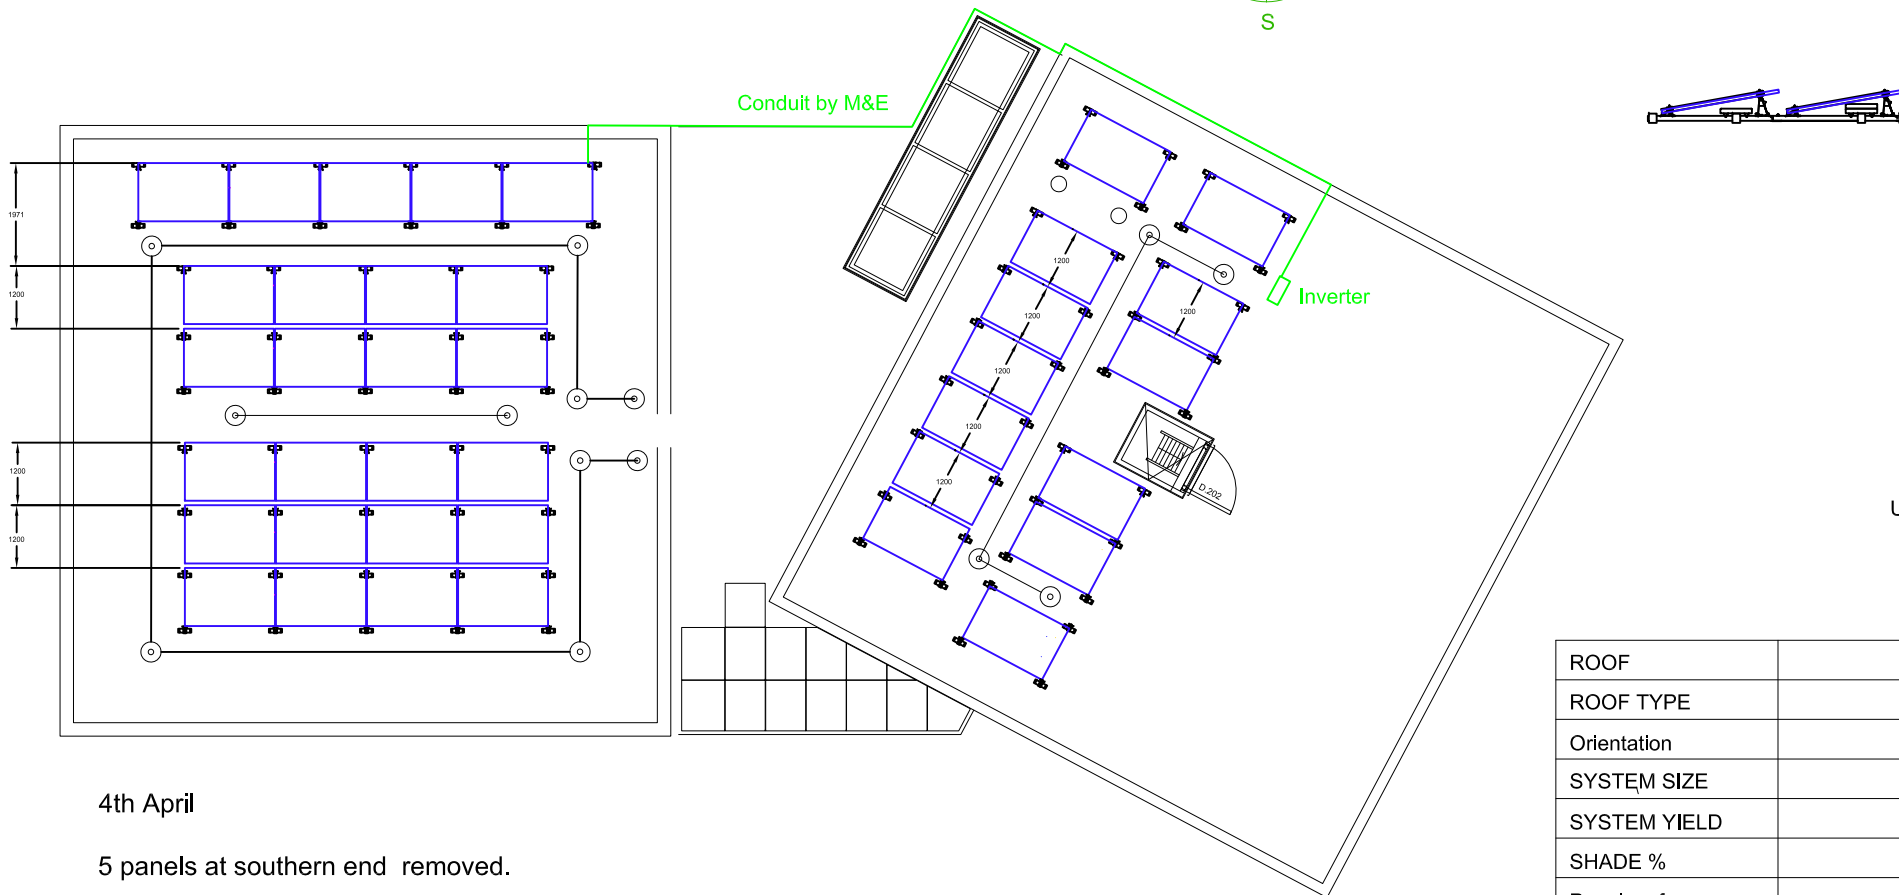 S
Conduit by M&E
1971
1200
1200
1200
1200
1200
1200
1200
1200
1200
Inverter
D.202
U
ROOF
ROOF TYPE
Orientation
SYSTEM SIZE
SYSTEM YIELD
SHADE %
4th April
5 panels at southern end removed.